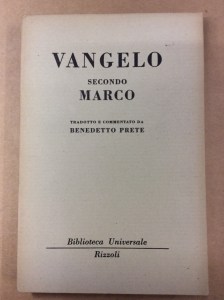 VANGELO
SECONDO
MARCO
TRADOTTO E COMMENTATO DA
BENEDETTO PRETE
Biblioteca Universale
Rizzoli